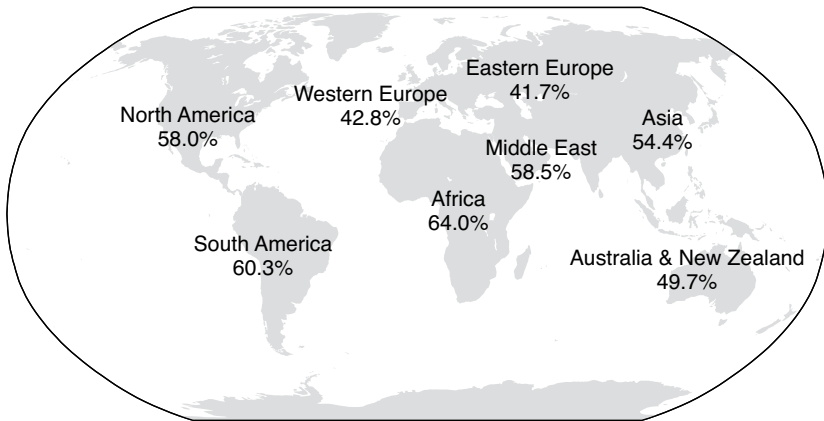 Eastern Europe
41.7%
Western Europe
42.8%
North America
58.0%
Asia
54.4%
Middle East
58.5%
Africa
64.0%
South America
60.3%
Australia & New Zealand
49.7%